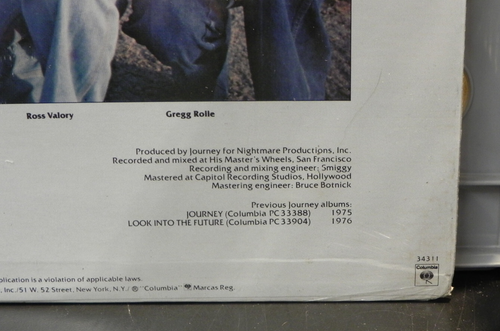 Ross Valory Gregg Rolie
Produced by Journey for Nightmare Productions, Inc.
Recorded and mixed at His Master's Wheels, San Francisco
Recording and mixing engineer: Smiggy
Mastered at Capitol Recording Studios, Hollywood
Mastering engineer: Bruce Botnick
Previous Journey albums:
JOURNEY (Columbia PC 33388) 1975
LOOK INTO THE FUTURE (Columbia PC 33904) 1976
34311
Columbia
plication is a violation of applicable laws.
, Inc./51 W. 52 Street, New York, N.Y./ ® "Columbia" Marcas Reg.